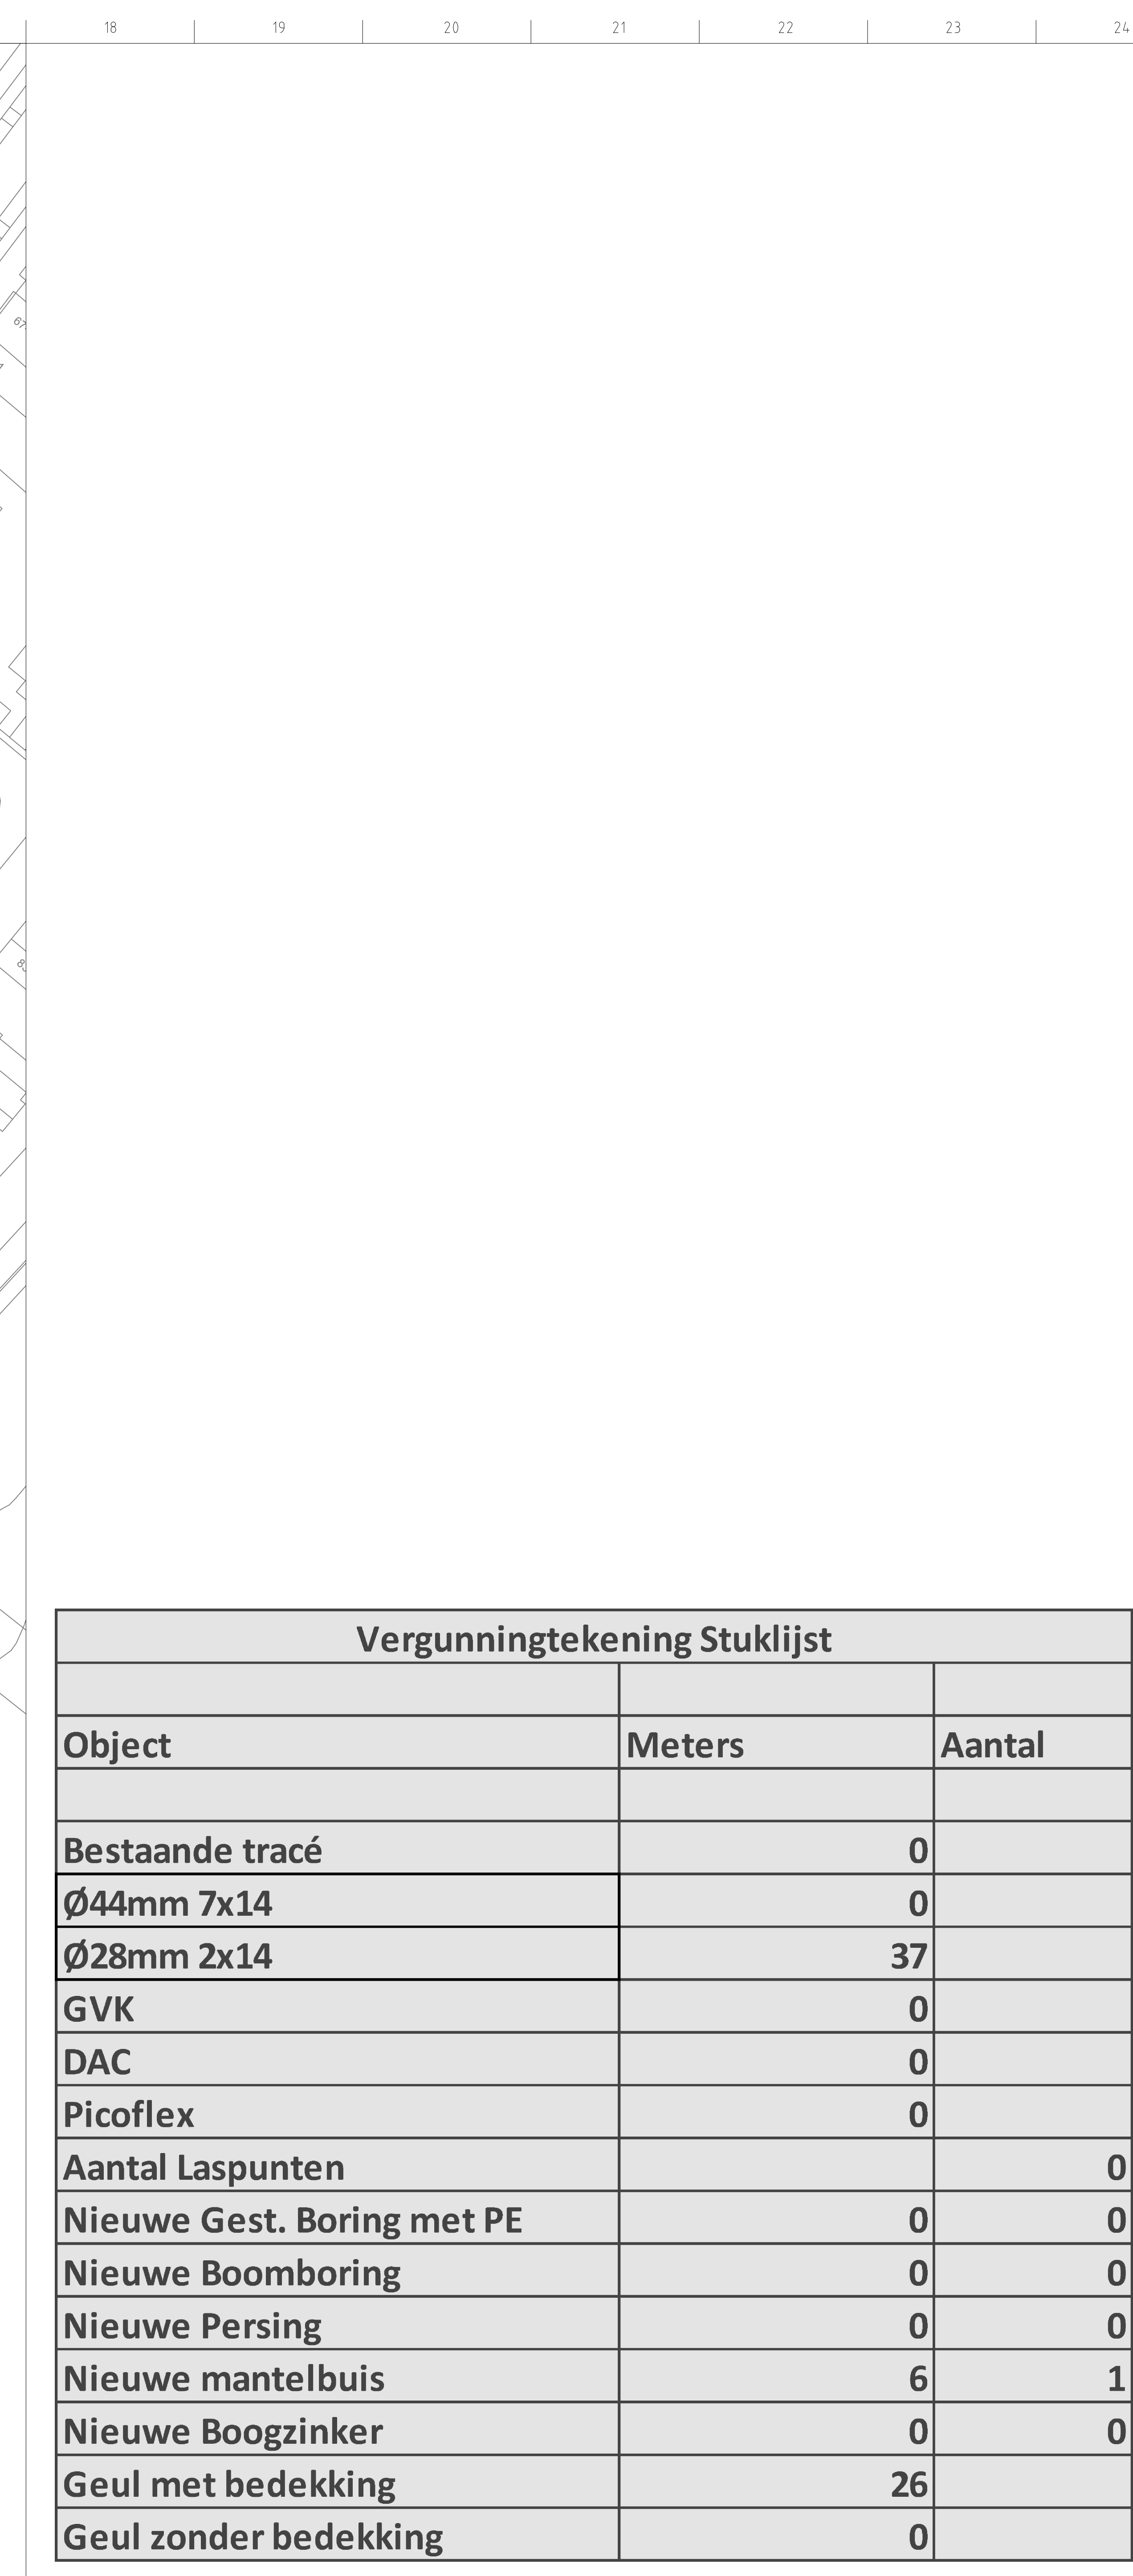 18 19 20 21 22 23 24
67
83
Vergunningtekening Stuklijst
Object Meters Aantal
Bestaande tracé 0
Ø44mm 7x14 0
Ø28mm 2x14 37
GVK 0
DAC 0
Picoflex 0
Aantal Laspunten 0
Nieuwe Gest. Boring met PE 0 0
Nieuwe Boomboring 0 0
Nieuwe Persing 0 0
Nieuwe mantelbuis 6 1
Nieuwe Boogzinker 0 0
Geul met bedekking 26
Geul zonder bedekking 0